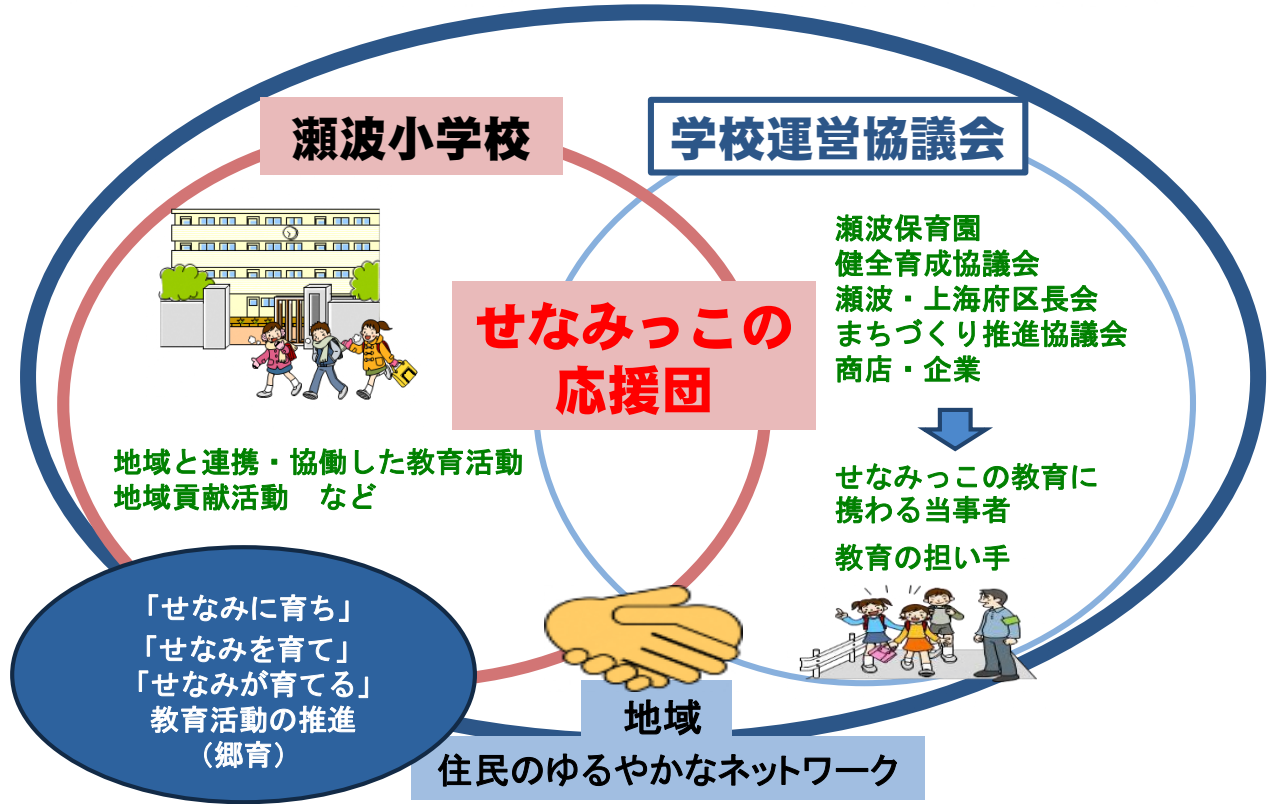 瀬波小学校
学校運営協議会
瀬波保育園
健全育成協議会
瀬波・上海府区長会
まちづくり推進協議会
商店・企業
せなみっこの
応援団
地域と連携・協働した教育活動
地域貢献活動　など
せなみっこの教育に
携わる当事者
教育の担い手
「せなみに育ち」
「せなみを育て」
「せなみが育てる」
教育活動の推進
（郷育）
地域
住民のゆるやかなネットワーク